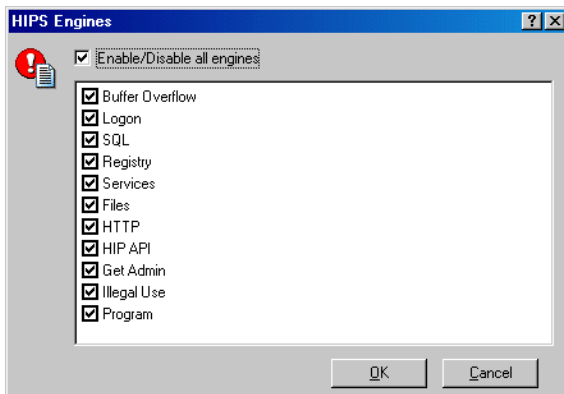 HIPS Engines
Enable/Disable all engines
Buffer Overflow
Logon
SQL
Registry
Services
Files
HTTP
HIP API
Get Admin
Illegal Use
Program
OK
Cancel